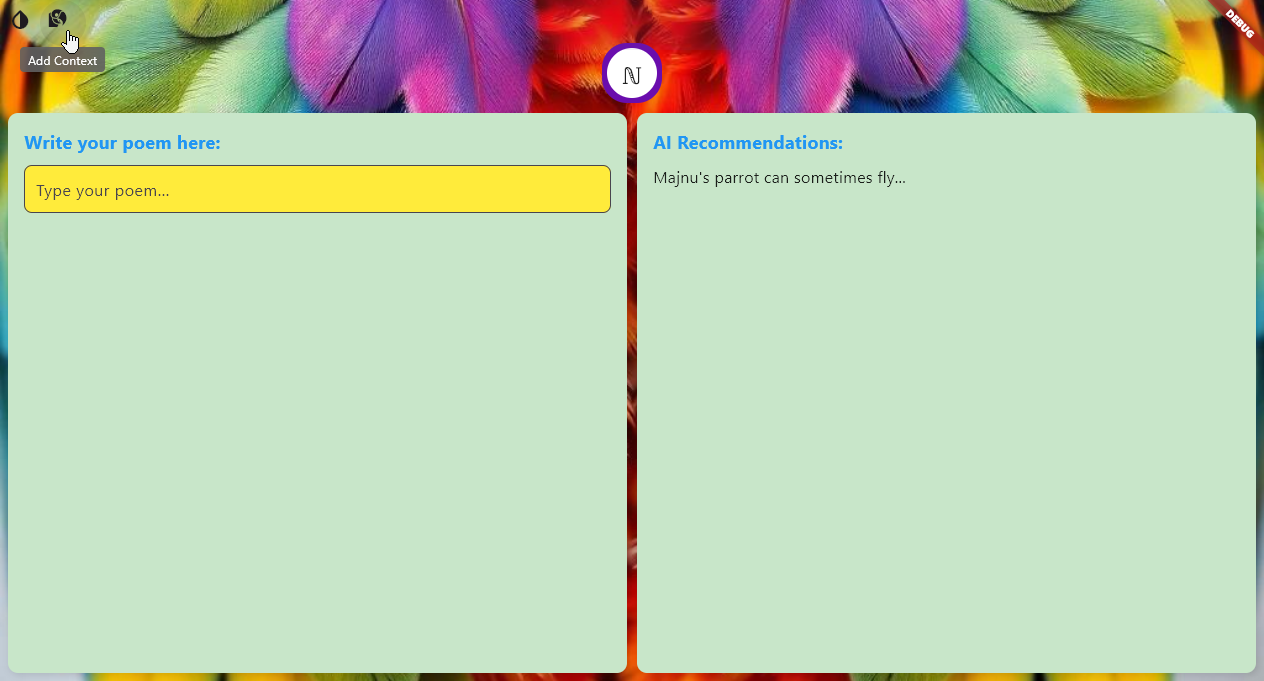 DEBUG
Add Context
ℕ
Write your poem here:
Type your poem...
AI Recommendations:
Majnu's parrot can sometimes fly...